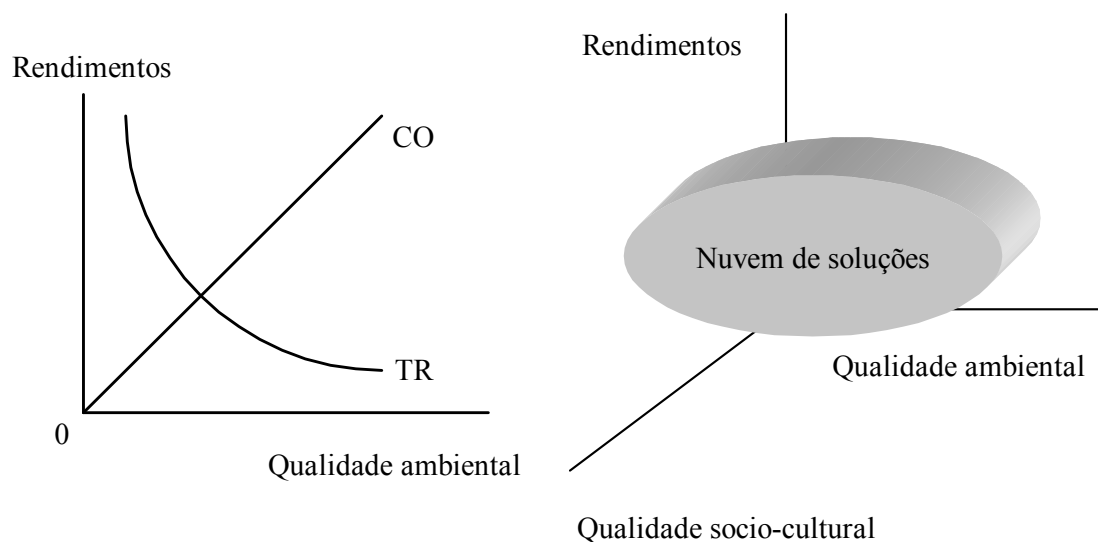 Rendimentos
CO
TR
0
Qualidade ambiental
Rendimentos
Nuvem de soluções
Qualidade ambiental
Qualidade socio-cultural